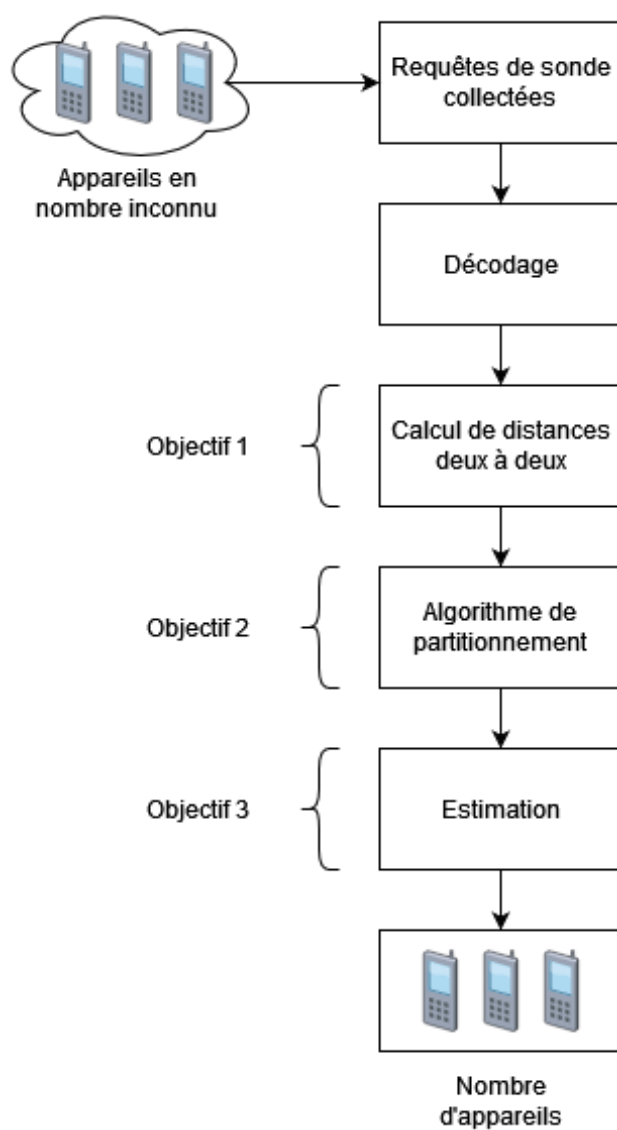 Requêtes de sonde
collectées
Appareils en
nombre inconnu
Décodage
Objectif 1
Calcul de distances
deux à deux
Objectif 2
Algorithme de
partitionnement
Objectif 3
Estimation
Nombre
d'appareils